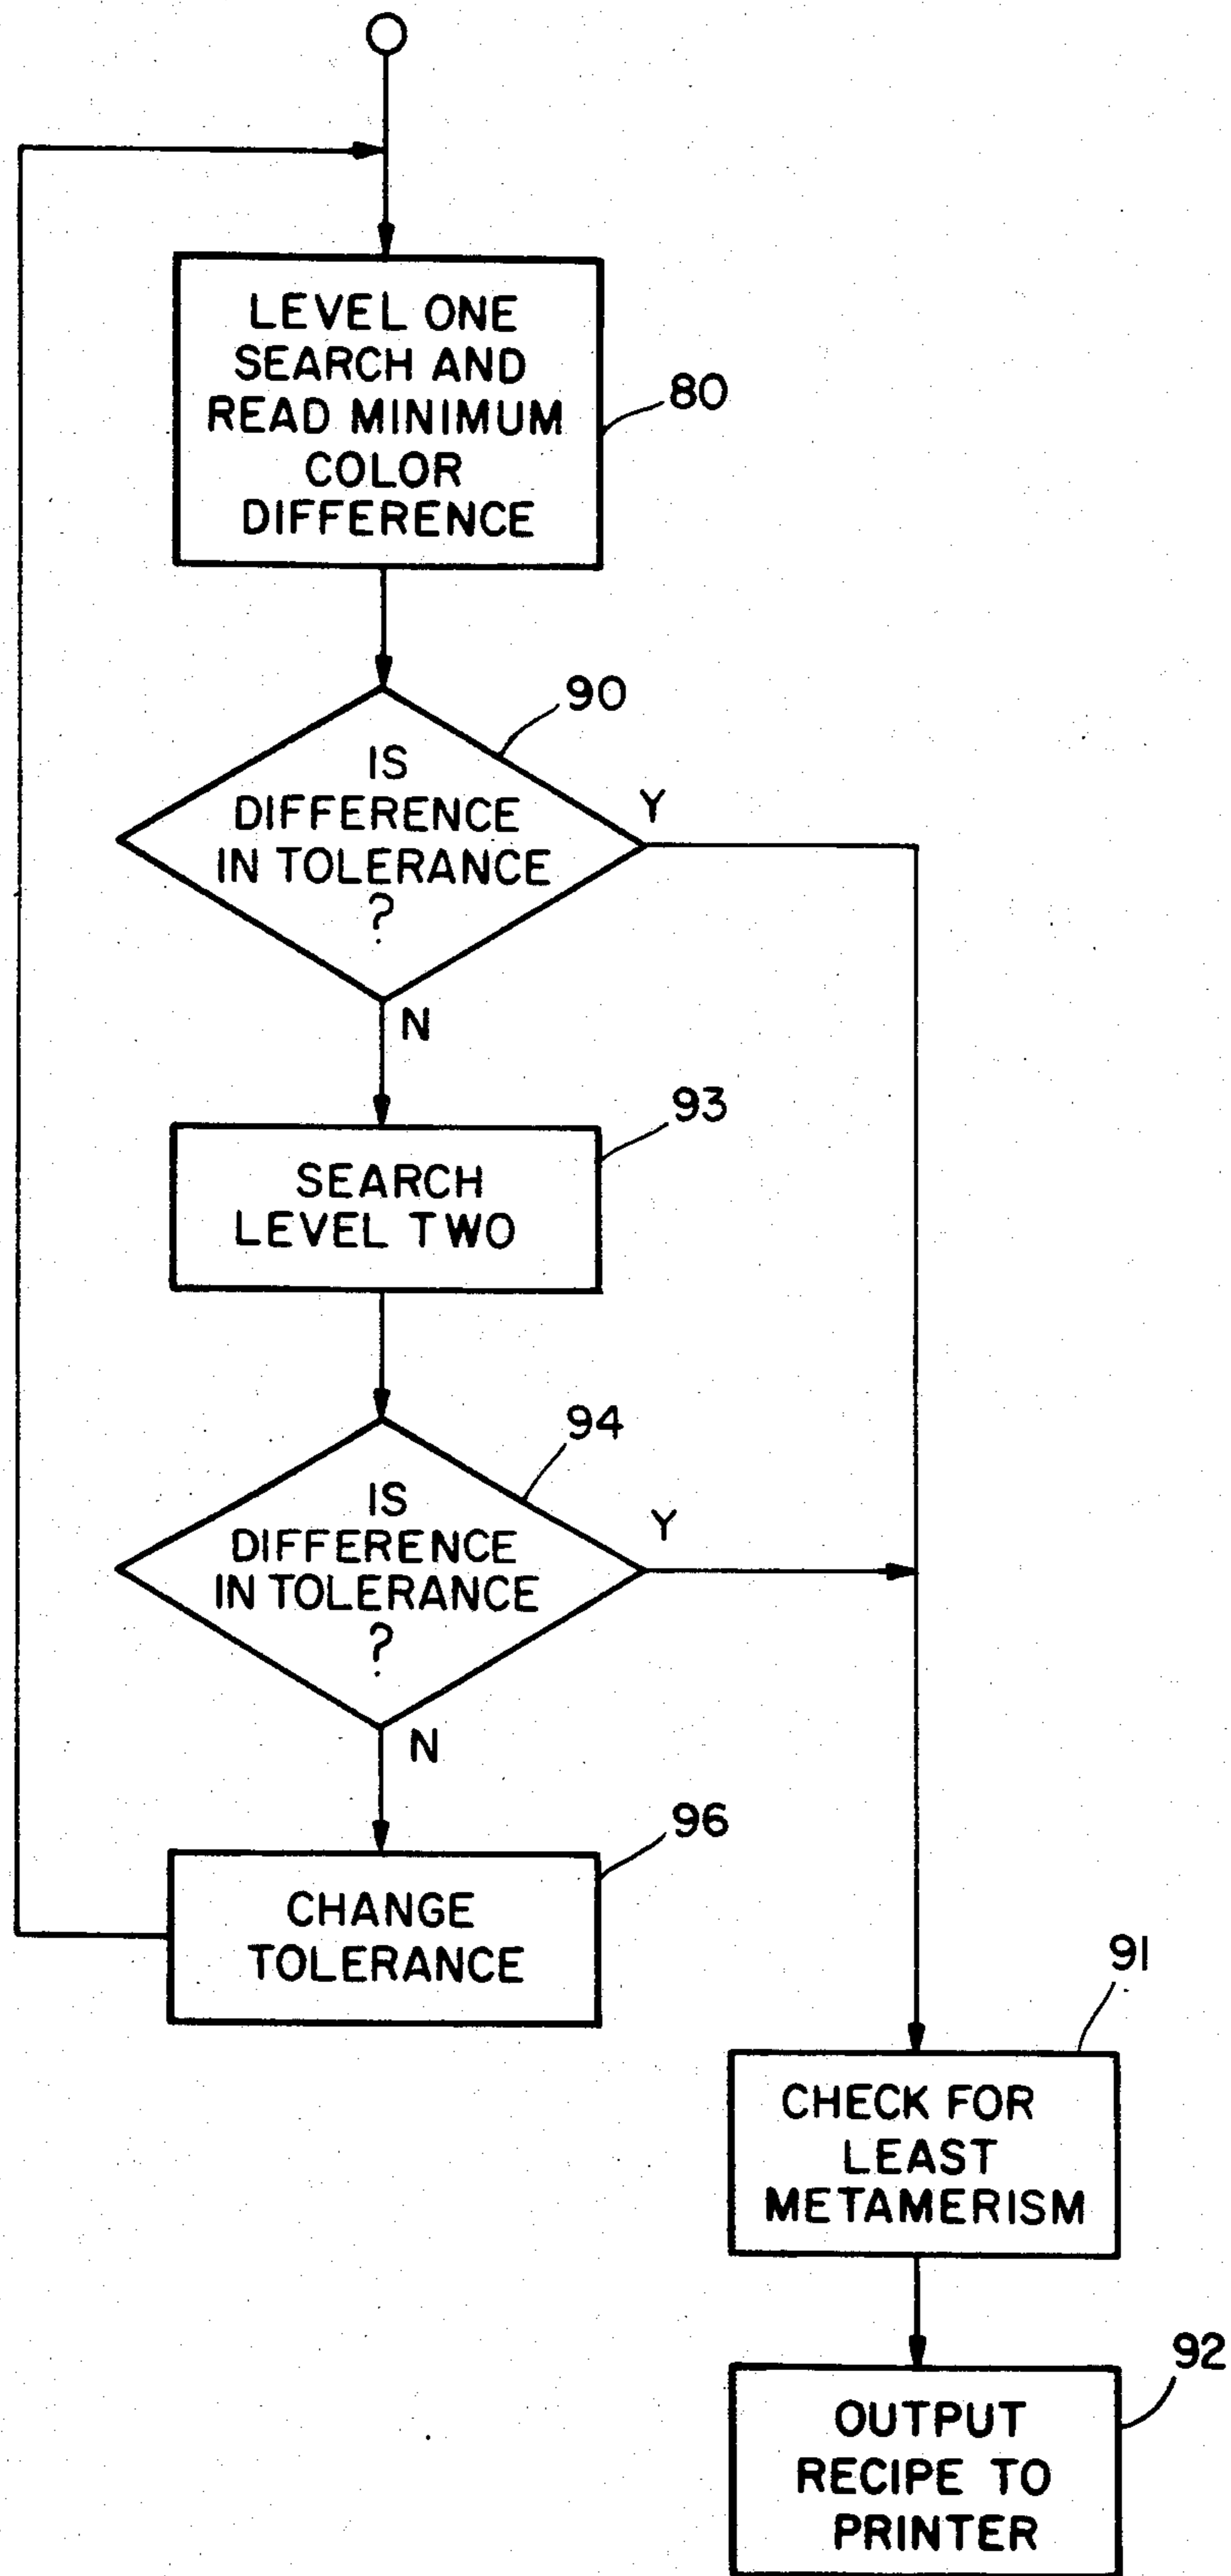 LEVEL ONE
SEARCH AND
READ MINIMUM
COLOR
DIFFERENCE
80
90
IS
DIFFERENCE
IN TOLERANCE
?
Y
N
93
SEARCH
LEVEL TWO
94
IS
DIFFERENCE
IN TOLERANCE
?
Y
N
96
CHANGE
TOLERANCE
91
CHECK FOR
LEAST
METAMERISM
92
OUTPUT
RECIPE TO
PRINTER